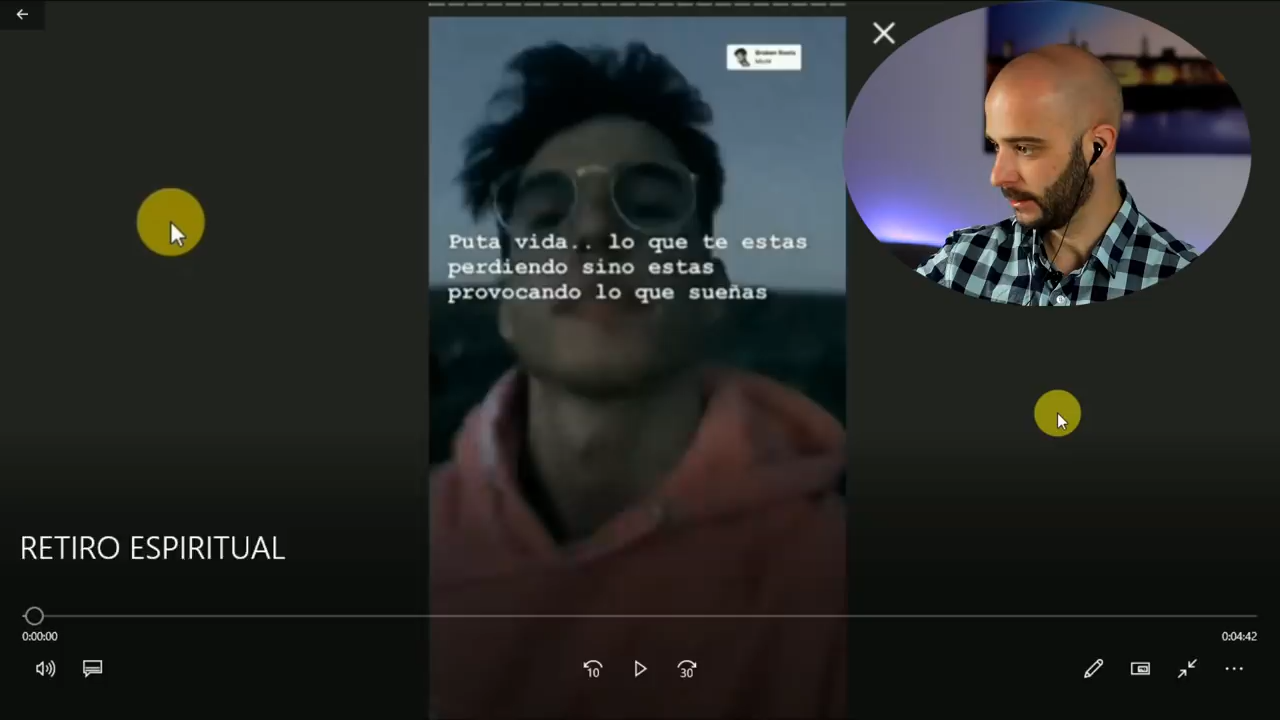 Puta vida.. lo que te estas
perdiendo sino estas
provocando lo que sueñas
RETIRO ESPIRITUAL
0:00:00
0:04:42
10
30